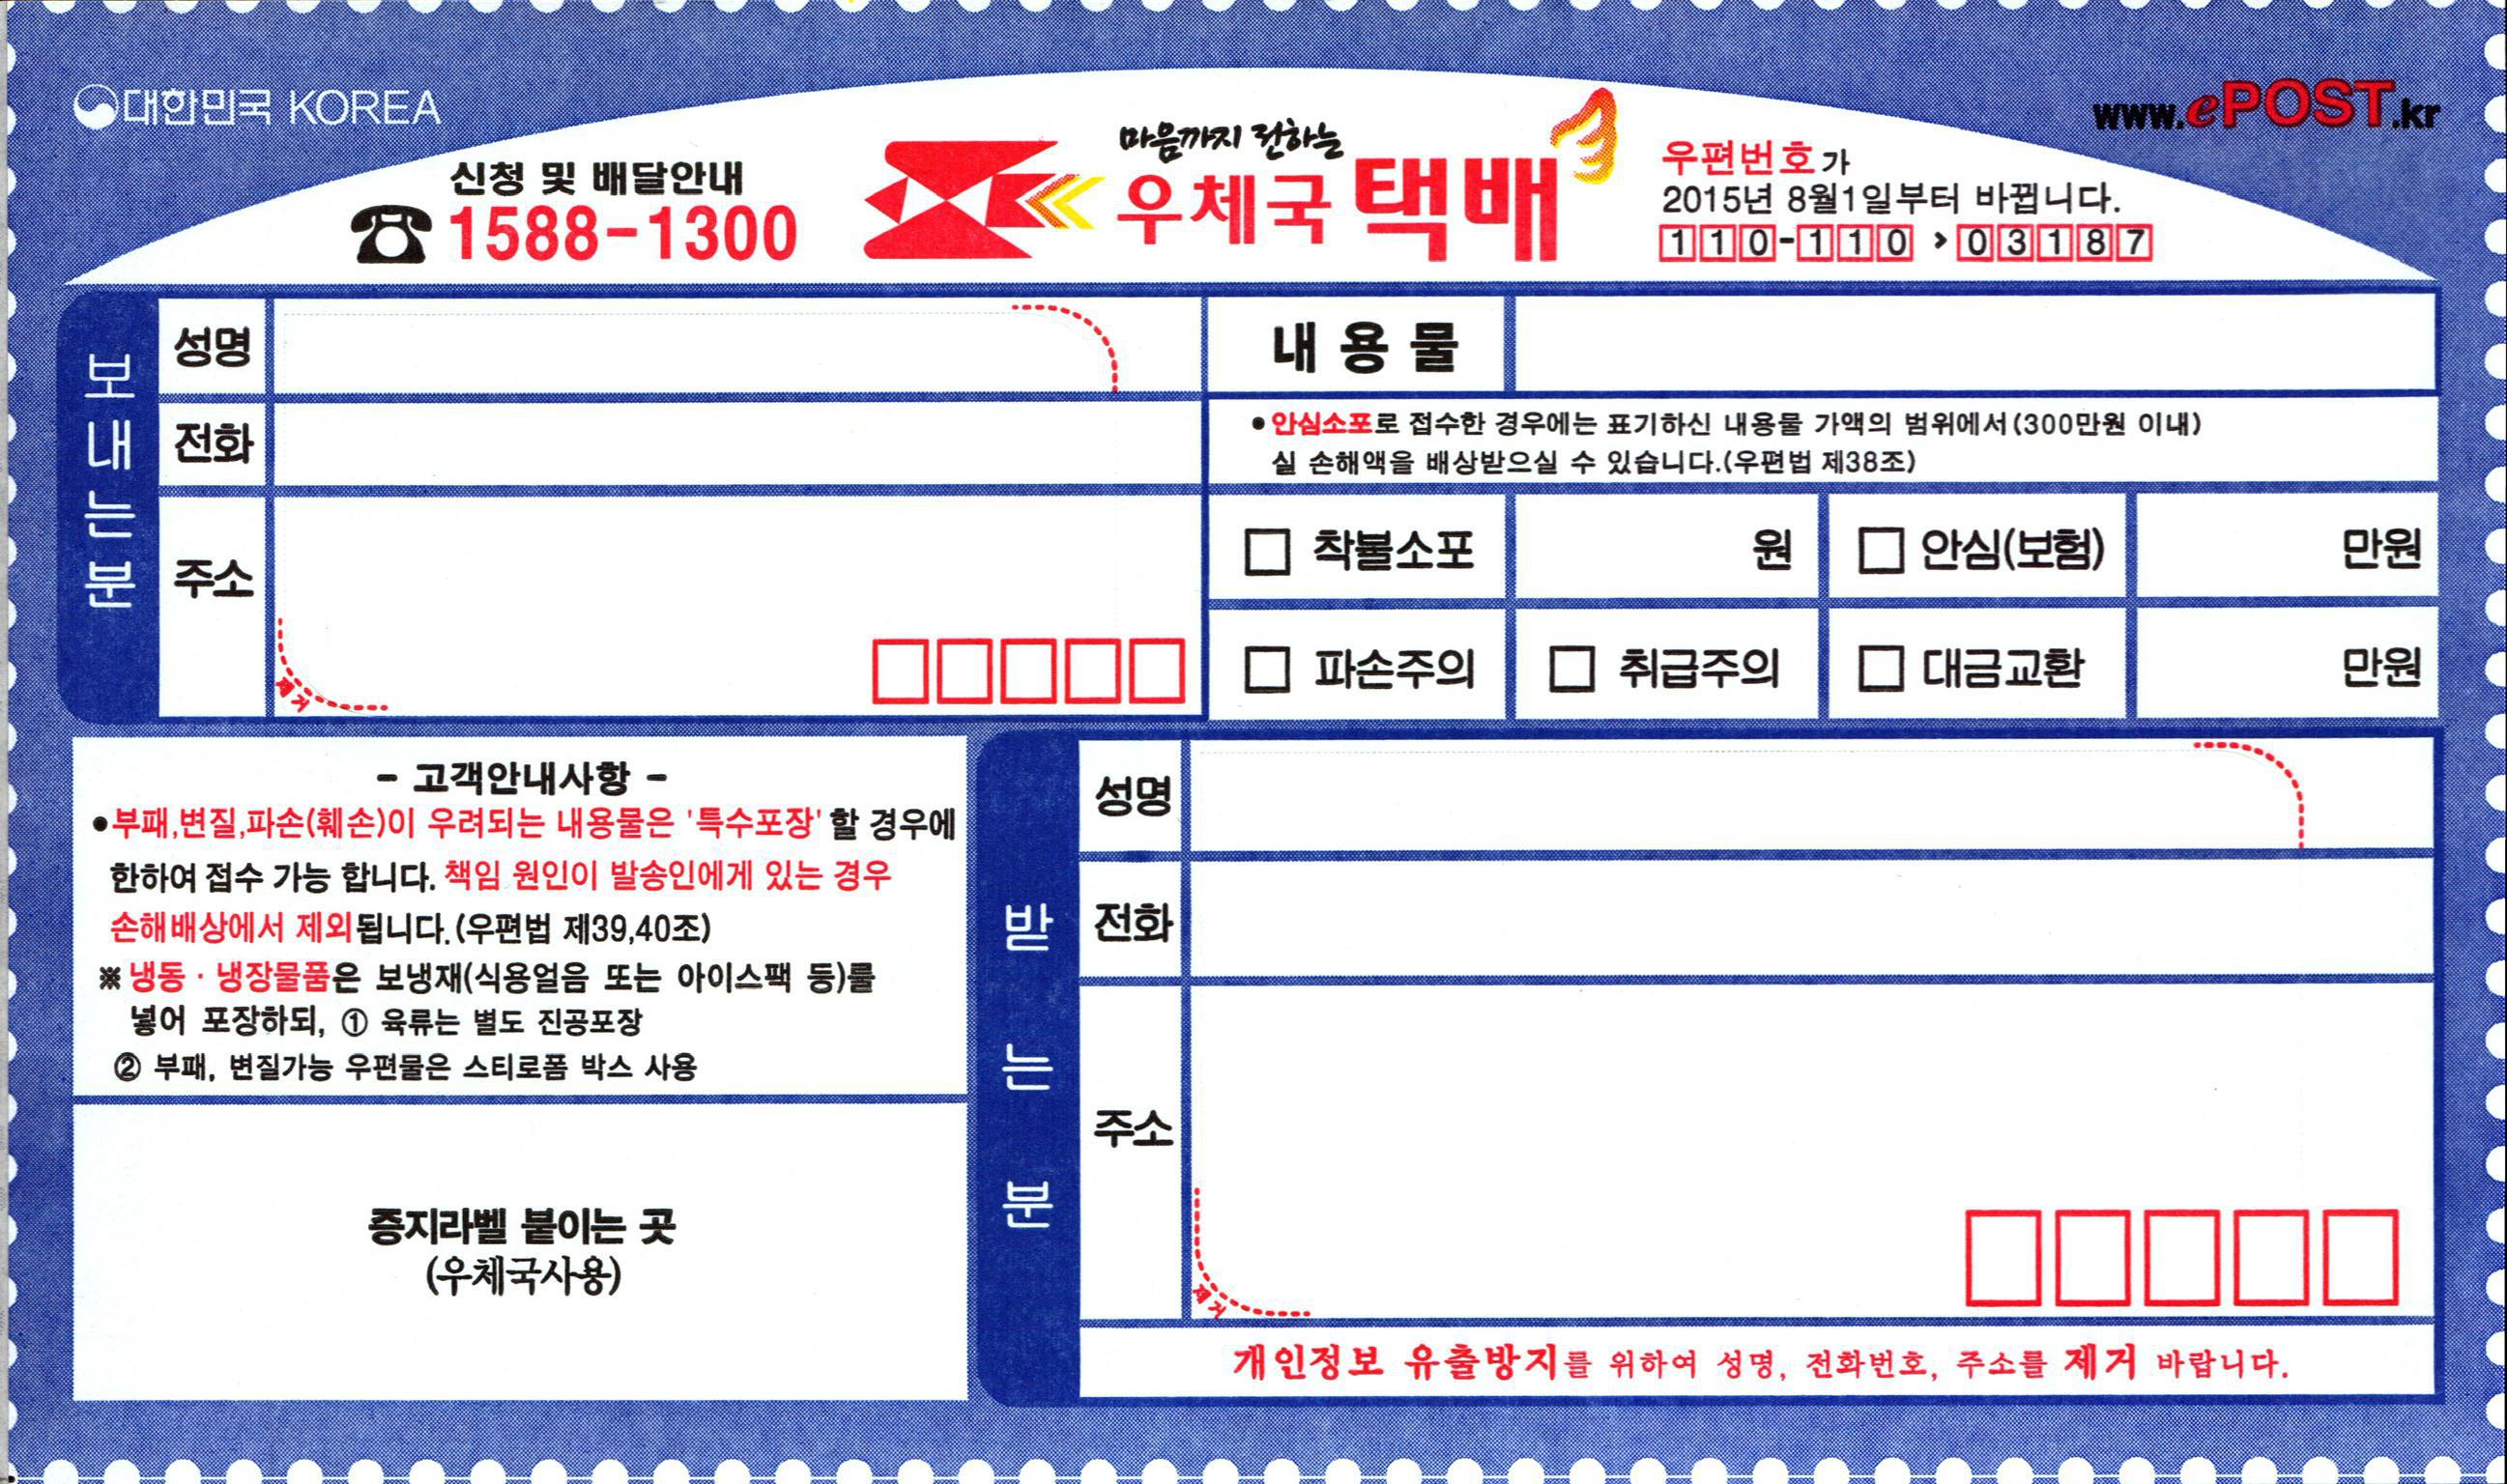 대한민국 KOREA
www.ePOST.kr
신청 및 배달안내
1588-1300
마음까지 전하는
우체국 택배
우편번호가
2015년 8월1일부터 바뀝니다.
110-110 > 03187
보내는분
성명
전화
주소
제거
내용물
● 안심소포로 접수한 경우에는 표기하신 내용물 가액의 범위에서(300만원 이내)
실 손해액을 배상받으실 수 있습니다.(우편법 제38조)
□ 착불소포 원 □ 안심(보험) 만원
□ 파손주의 □ 취급주의 □ 대금교환 만원
- 고객안내사항 -
● 부패,변질,파손(훼손)이 우려되는 내용물은 '특수포장' 할 경우에
한하여 접수 가능 합니다. 책임 원인이 발송인에게 있는 경우
손해배상에서 제외됩니다.(우편법 제39,40조)
※ 냉동 · 냉장물품은 보냉재(식용얼음 또는 아이스팩 등)를
넣어 포장하되, ① 육류는 별도 진공포장
② 부패, 변질가능 우편물은 스티로폼 박스 사용
증지라벨 붙이는 곳
(우체국사용)
받는분
성명
전화
주소
제거
개인정보 유출방지를 위하여 성명, 전화번호, 주소를 제거 바랍니다.